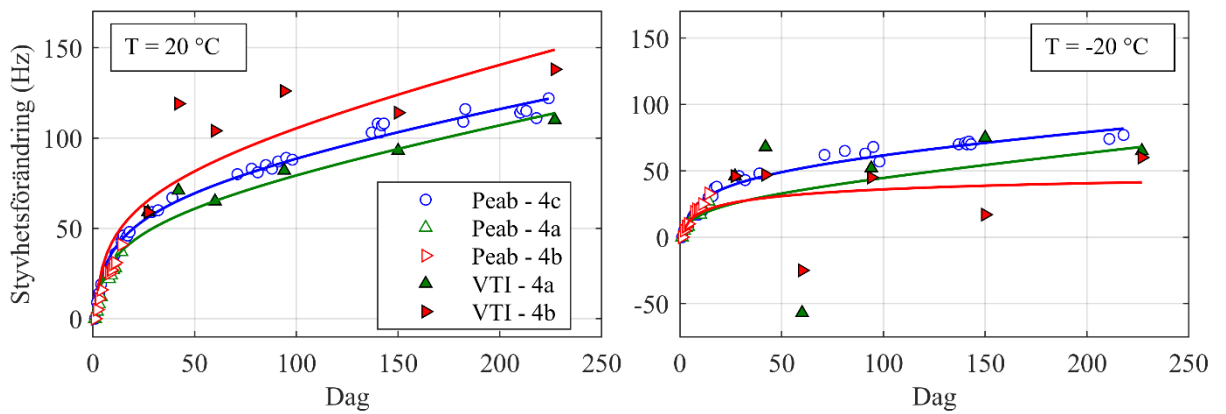 T = 20 °C
Styvhetsförändring (Hz)
150
100
50
0
0 50 100 150 200 250
Dag
Peab - 4c
Peab - 4a
Peab - 4b
VTI - 4a
VTI - 4b
T = -20 °C
150
100
50
0
-50
0 50 100 150 200 250
Dag